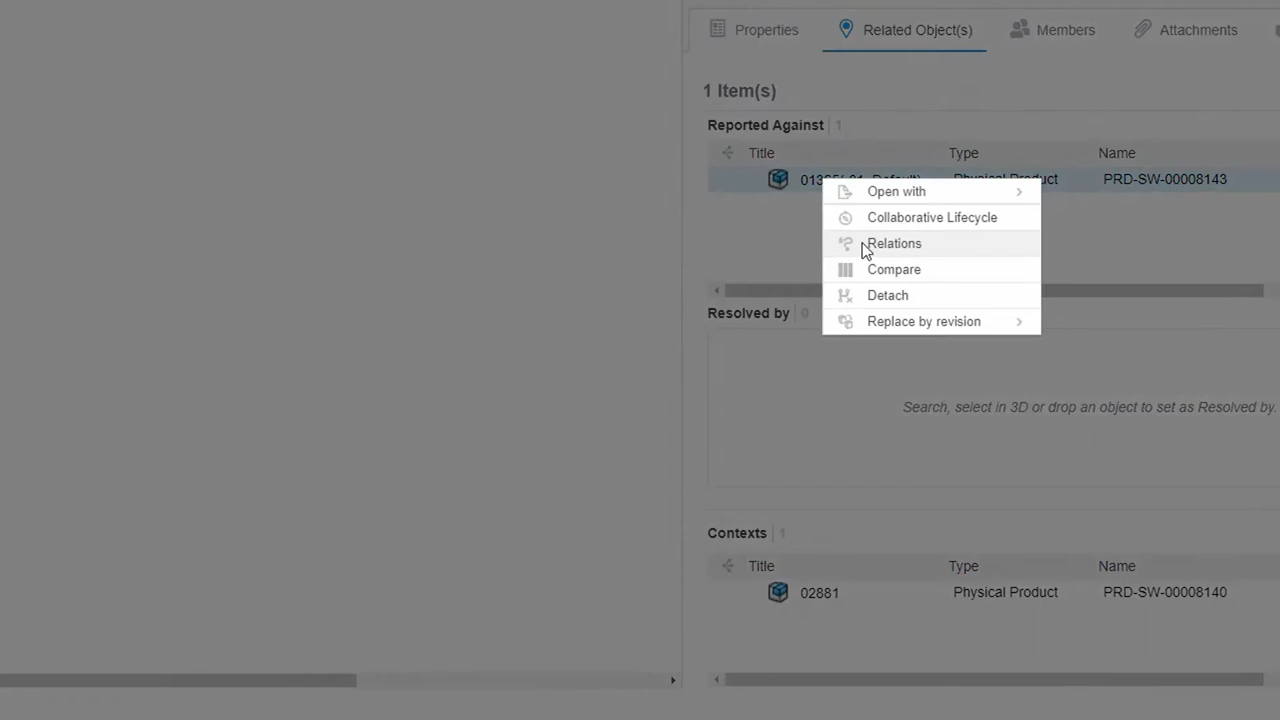 Properties
Related Object(s)
Members
Attachments
1 Item(s)
Reported Against 1
Title Type Name
Physical Product PRD-SW-00008143
Open with
Collaborative Lifecycle
Relations
Compare
Detach
Replace by revision
Resolved by 0
Search, select in 3D or drop an object to set as Resolved by.
Contexts 1
Title Type Name
02881 Physical Product PRD-SW-00008140